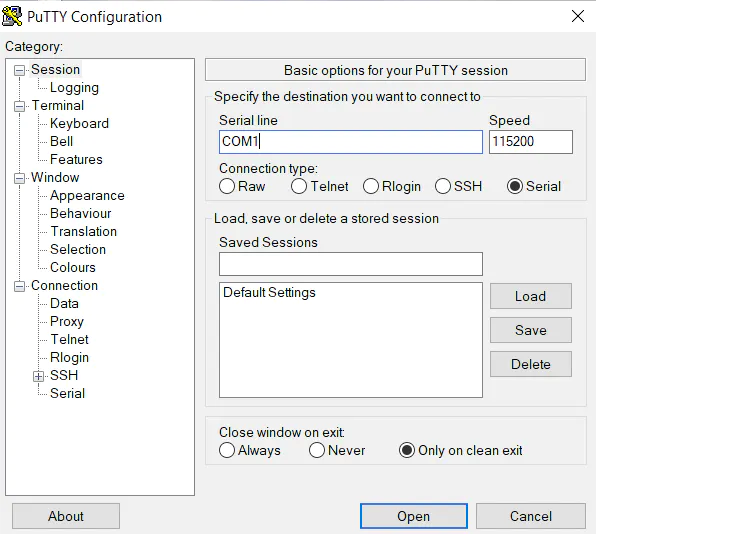 PuTTY Configuration
Category:
Session
Logging
Terminal
Keyboard
Bell
Features
Window
Appearance
Behaviour
Translation
Selection
Colours
Connection
Data
Proxy
Telnet
Rlogin
SSH
Serial
Basic options for your PuTTY session
Specify the destination you want to connect to
Serial line Speed
COM1 115200
Connection type:
Raw Telnet Rlogin SSH Serial
Load, save or delete a stored session
Saved Sessions
Default Settings
Load
Save
Delete
Close window on exit:
Always Never Only on clean exit
About Open Cancel